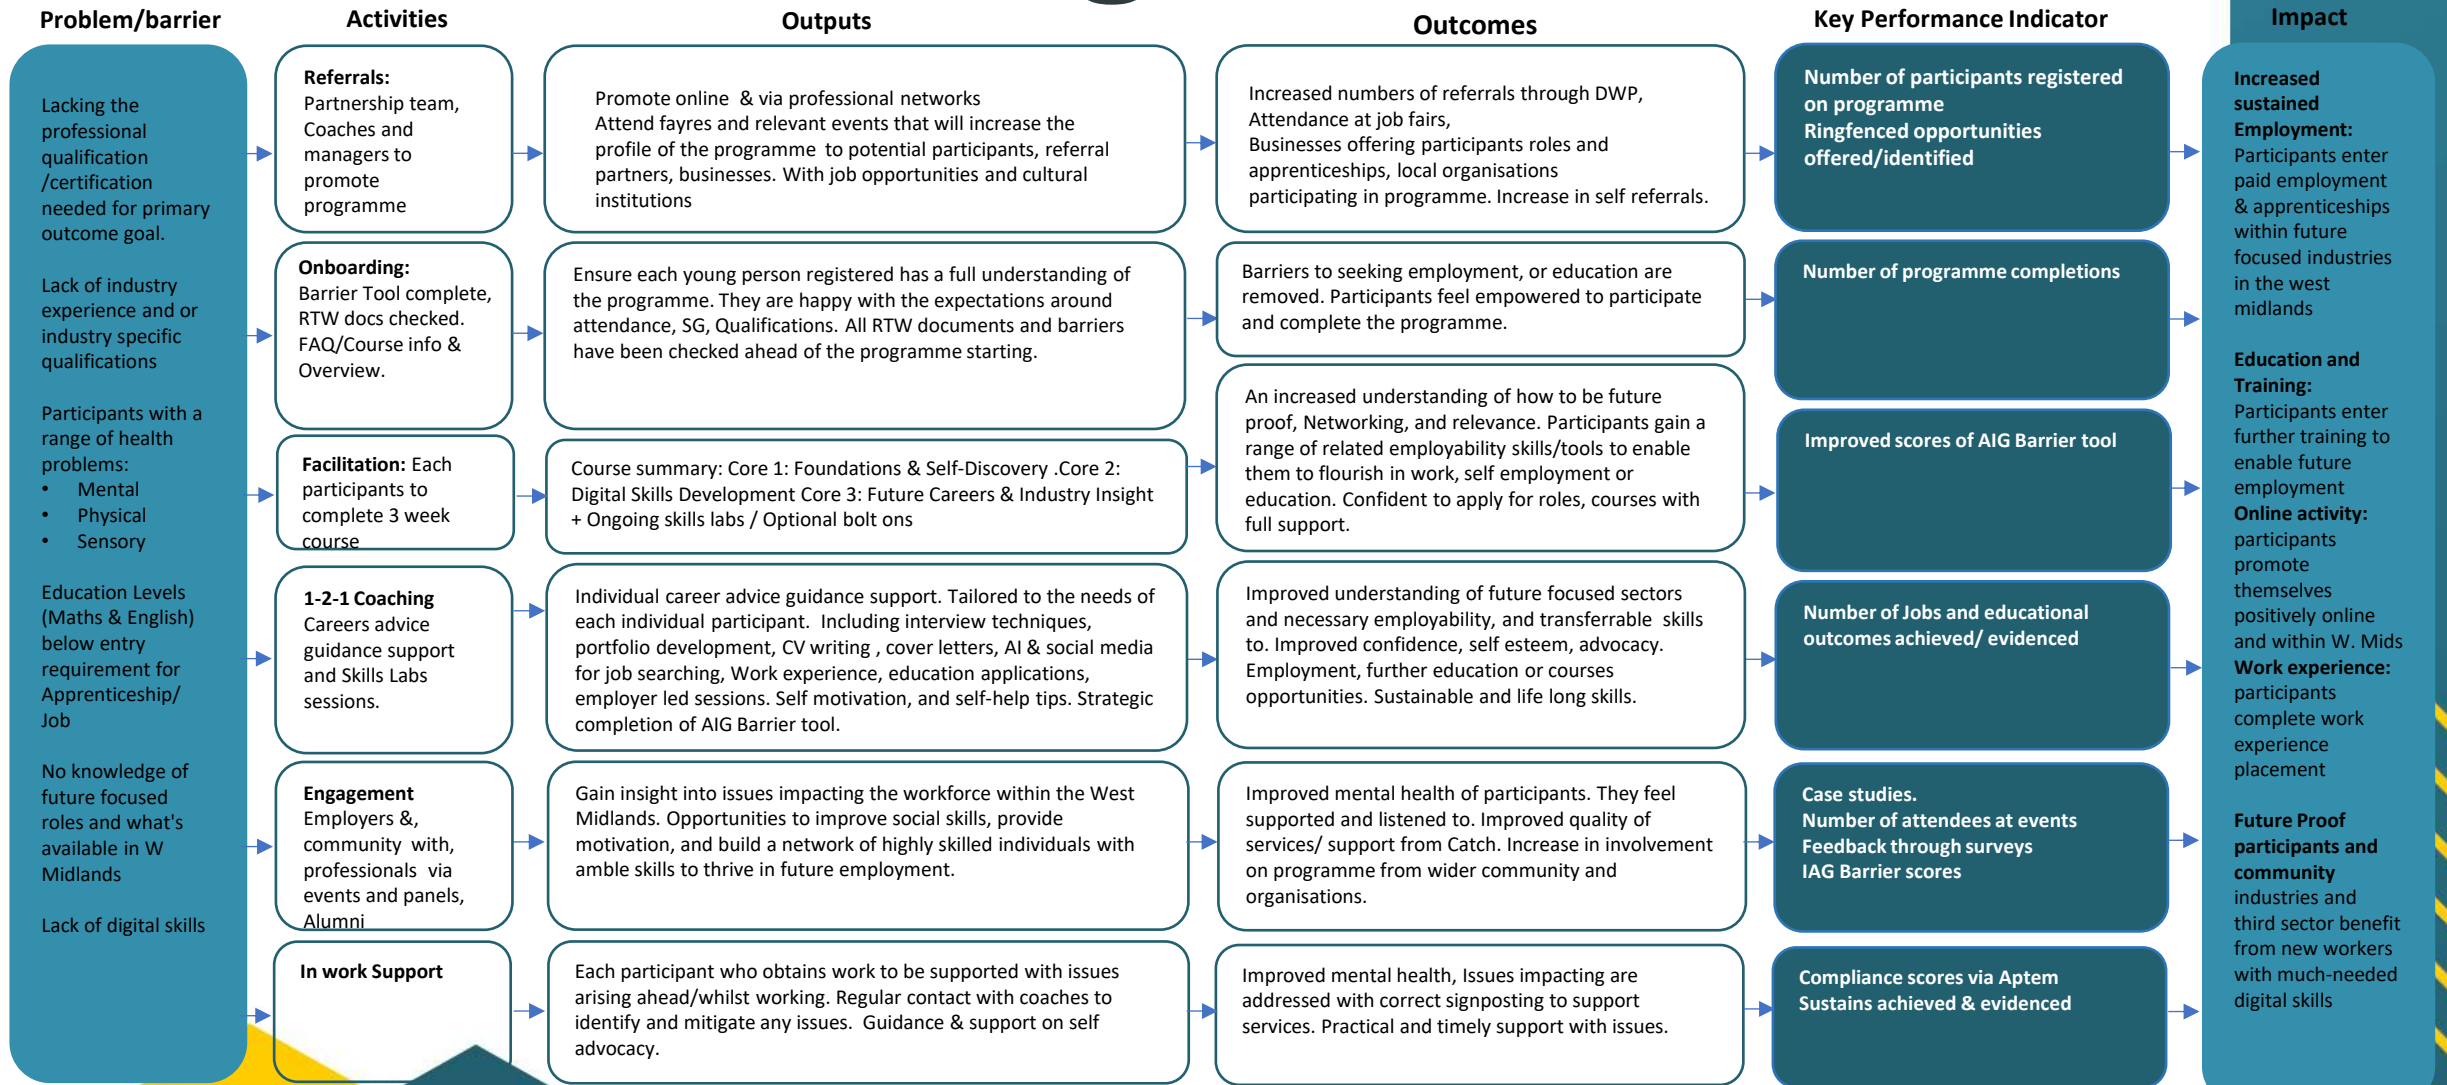 Problem/barrier
Activities
Outputs
Outcomes
Key Performance Indicator
Impact
Lacking the
professional
qualification
/certification
needed for primary
outcome goal.
Lack of industry
experience and or
industry specific
qualifications
Participants with a
range of health
problems:
• Mental
• Physical
• Sensory
Education Levels
(Maths & English)
below entry
requirement for
Apprenticeship/
Job
No knowledge of
future focused
roles and what's
available in W
Midlands
Lack of digital skills
Referrals:
Partnership team,
Coaches and
managers to
promote
programme
Promote online & via professional networks
Attend fayres and relevant events that will increase the
profile of the programme to potential participants, referral
partners, businesses. With job opportunities and cultural
institutions
Increased numbers of referrals through DWP,
Attendance at job fairs,
Businesses offering participants roles and
apprenticeships, local organisations
participating in programme. Increase in self referrals.
Number of participants registered
on programme
Ringfenced opportunities
offered/identified
Onboarding:
Barrier Tool complete,
RTW docs checked.
FAQ/Course info &
Overview.
Ensure each young person registered has a full understanding of
the programme. They are happy with the expectations around
attendance, SG, Qualifications. All RTW documents and barriers
have been checked ahead of the programme starting.
Barriers to seeking employment, or education are
removed. Participants feel empowered to participate
and complete the programme.
Number of programme completions
Facilitation: Each
participants to
complete 3 week
course
Course summary: Core 1: Foundations & Self-Discovery .Core 2:
Digital Skills Development Core 3: Future Careers & Industry Insight
+ Ongoing skills labs / Optional bolt ons
An increased understanding of how to be future
proof, Networking, and relevance. Participants gain a
range of related employability skills/tools to enable
them to flourish in work, self employment or
education. Confident to apply for roles, courses with
full support.
Improved scores of AIG Barrier tool
1-2-1 Coaching
Careers advice
guidance support
and Skills Labs
sessions.
Individual career advice guidance support. Tailored to the needs of
each individual participant. Including interview techniques,
portfolio development, CV writing , cover letters, AI & social media
for job searching, Work experience, education applications,
employer led sessions. Self motivation, and self-help tips. Strategic
completion of AIG Barrier tool.
Improved understanding of future focused sectors
and necessary employability, and transferrable skills
to. Improved confidence, self esteem, advocacy.
Employment, further education or courses
opportunities. Sustainable and life long skills.
Number of Jobs and educational
outcomes achieved/ evidenced
Engagement
Employers &,
community with,
professionals via
events and panels,
Alumni
Gain insight into issues impacting the workforce within the West
Midlands. Opportunities to improve social skills, provide
motivation, and build a network of highly skilled individuals with
amble skills to thrive in future employment.
Improved mental health of participants. They feel
supported and listened to. Improved quality of
services/ support from Catch. Increase in involvement
on programme from wider community and
organisations.
Case studies.
Number of attendees at events
Feedback through surveys
IAG Barrier scores
In work Support
Each participant who obtains work to be supported with issues
arising ahead/whilst working. Regular contact with coaches to
identify and mitigate any issues. Guidance & support on self
advocacy.
Improved mental health, Issues impacting are
addressed with correct signposting to support
services. Practical and timely support with issues.
Compliance scores via Aptem
Sustains achieved & evidenced
Increased
sustained
Employment:
Participants enter
paid employment
& apprenticeships
within future
focused industries
in the west
midlands
Education and
Training:
Participants enter
further training to
enable future
employment
Online activity:
participants
promote
themselves
positively online
and within W. Mids
Work experience:
participants
complete work
experience
placement
Future Proof
participants and
community
industries and
third sector benefit
from new workers
with much-needed
digital skills